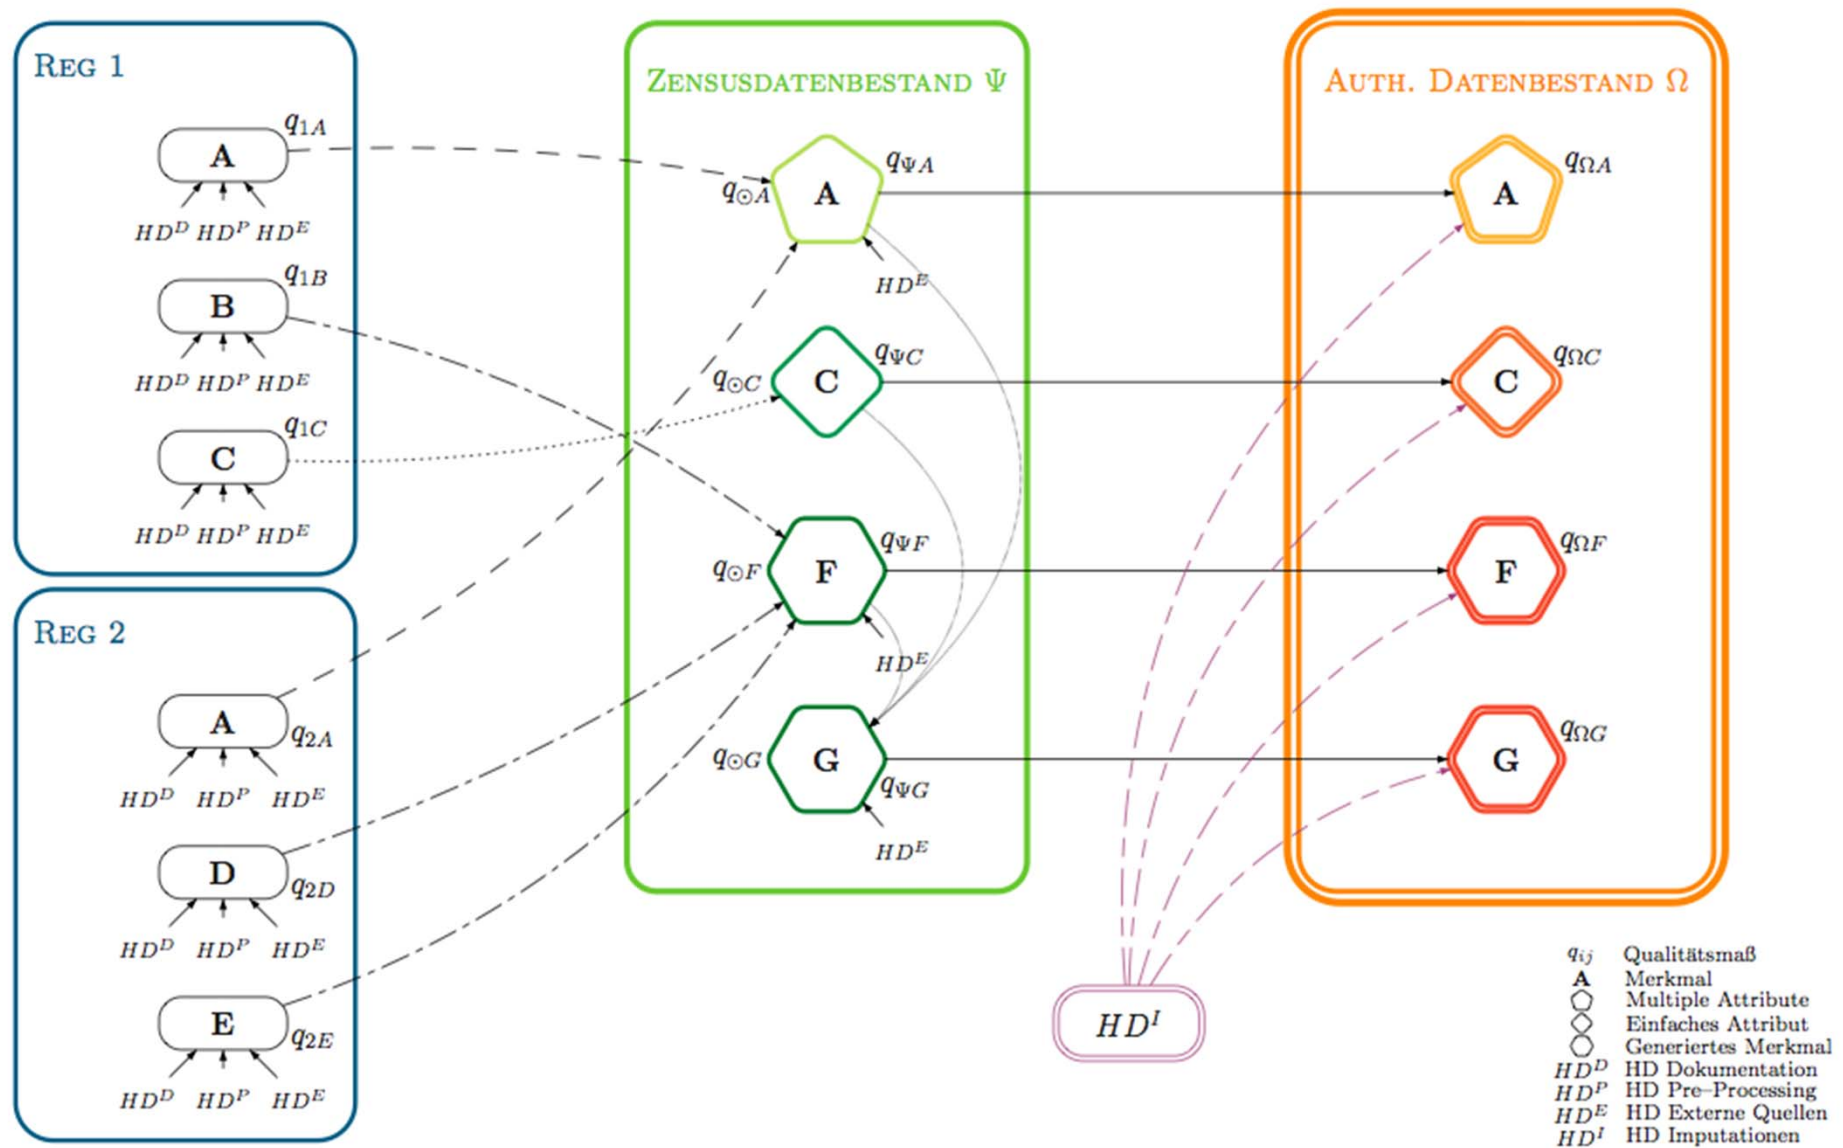 REG 1
q1A
A
HD^D HD^P HD^E
q1B
B
HD^D HD^P HD^E
q1C
C
HD^D HD^P HD^E
REG 2
A
q2A
HD^D HD^P HD^E
D
q2D
HD^D HD^P HD^E
E
q2E
HD^D HD^P HD^E
ZENSUSDATENBESTAND Ψ
qΨA
q⊙A
A
HD^E
qΨC
q⊙C
C
qΨF
q⊙F
F
HD^E
q⊙G
G
qΨG
HD^E
HD^I
AUTH. DATENBESTAND Ω
qΩA
A
qΩC
C
qΩF
F
qΩG
G
qij Qualitätsmaß
A Merkmal
Multiple Attribute
Einfaches Attribut
Generiertes Merkmal
HD^D HD Dokumentation
HD^P HD Pre–Processing
HD^E HD Externe Quellen
HD^I HD Imputationen